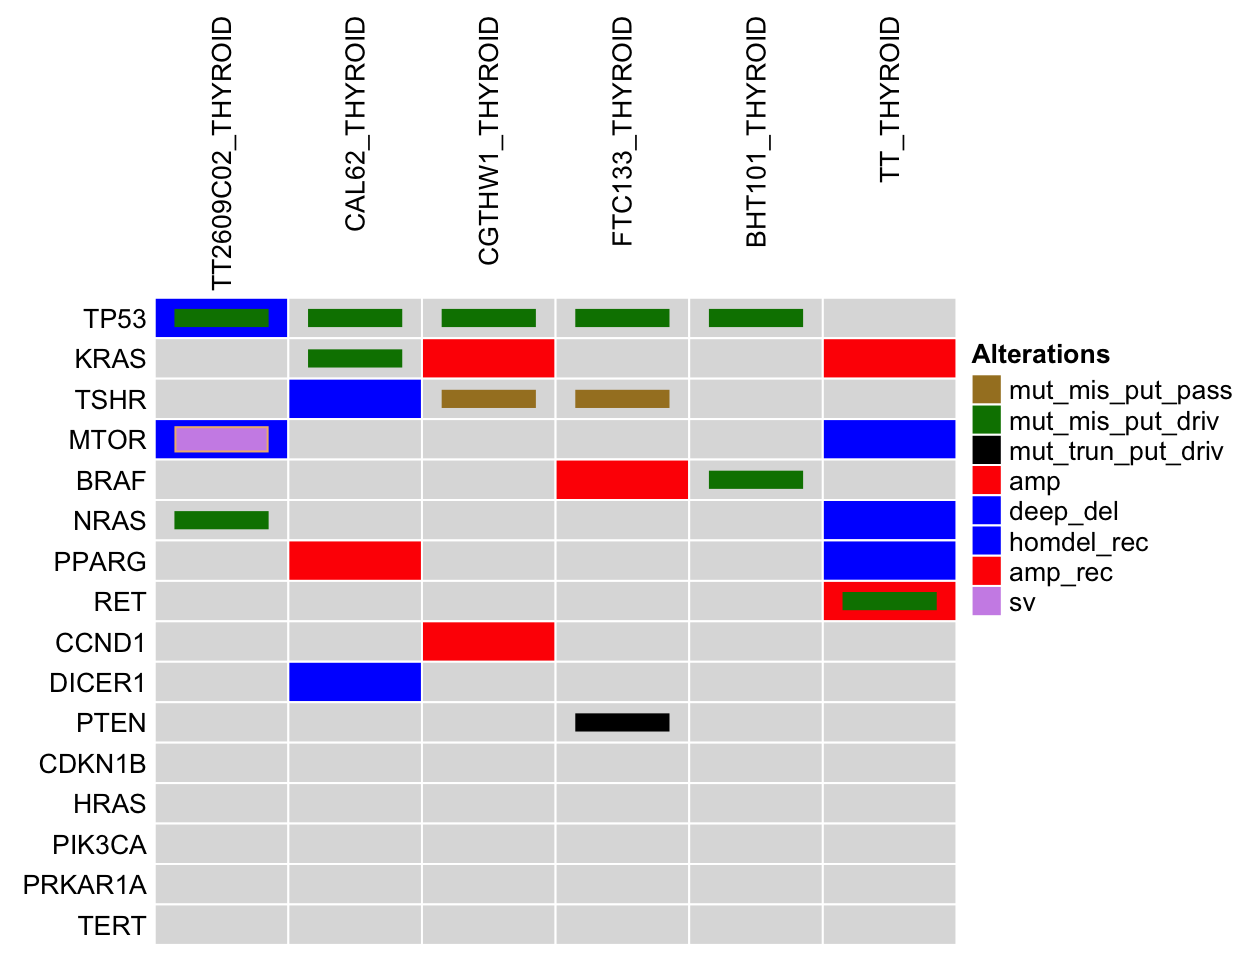 TT2609C02_THYROID
CAL62_THYROID
CGTHW1_THYROID
FTC133_THYROID
BHT101_THYROID
TT_THYROID
TP53
KRAS
TSHR
MTOR
BRAF
NRAS
PPARG
RET
CCND1
DICER1
PTEN
CDKN1B
HRAS
PIK3CA
PRKAR1A
TERT
Alterations
mut_mis_put_pass
mut_mis_put_driv
mut_trun_put_driv
amp
deep_del
homdel_rec
amp_rec
sv